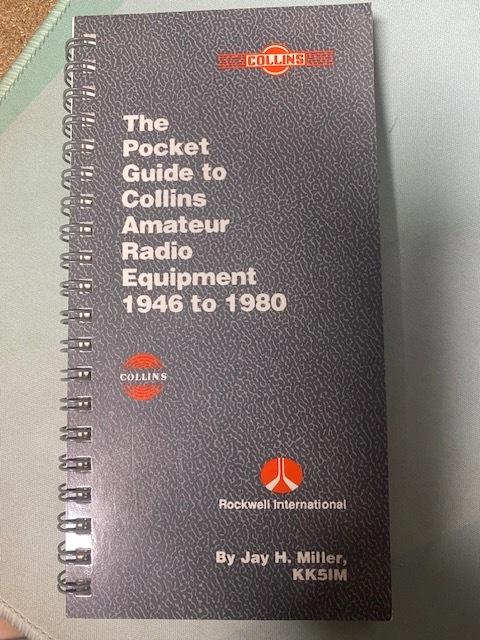 COLLINS
The
Pocket
Guide to
Collins
Amateur
Radio
Equipment
1946 to 1980
COLLINS
Rockwell International
By Jay H. Miller,
KK5IM